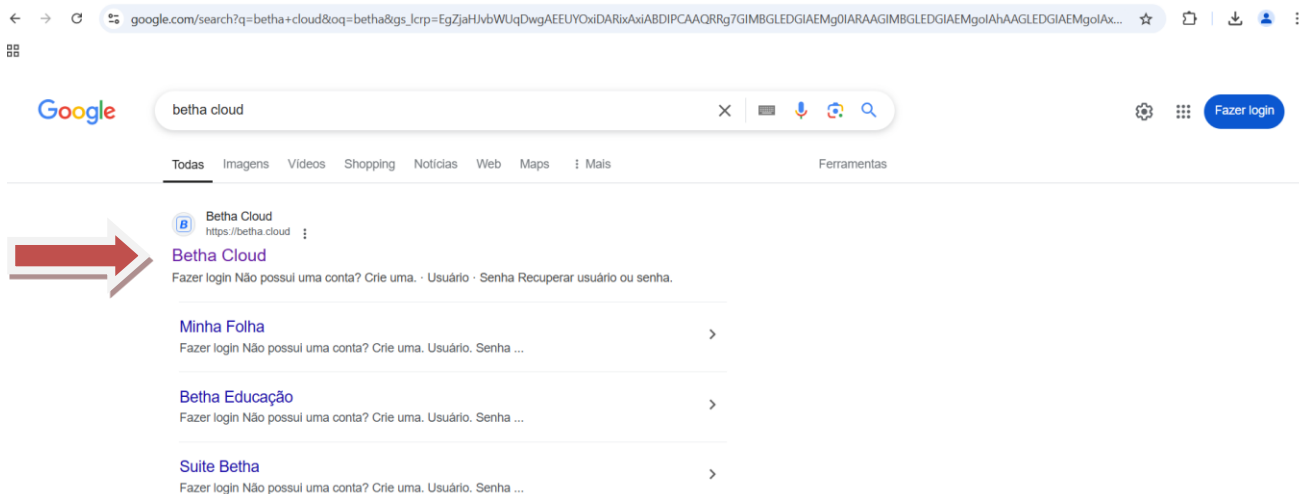 google.com/search?q=betha+cloud&oq=betha&gs_lcrp=EgZjaHJvbWUqDwgAEEUYOxiDARixAxiABDIPCAAQRRg7GIMBGLEDGIAEMg0IARAAGIMBGLEDGIAEMgoIAhAAGLEDGIAEMgoIAx...
Google
betha cloud
Fazer login
Todas Imagens Vídeos Shopping Notícias Web Maps Mais Ferramentas
B
Betha Cloud
https://betha.cloud
Betha Cloud
Fazer login Não possui uma conta? Crie uma. · Usuário · Senha Recuperar usuário ou senha.
Minha Folha
Fazer login Não possui uma conta? Crie uma. Usuário. Senha ...
Betha Educação
Fazer login Não possui uma conta? Crie uma. Usuário. Senha ...
Suite Betha
Fazer login Não possui uma conta? Crie uma. Usuário. Senha ...